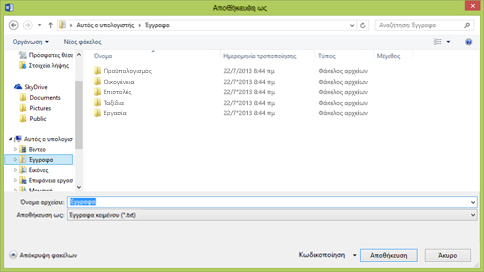 Αποθήκευση ως
Αυτός ο υπολογιστής
Έγγραφα
Αναζήτηση Έγγραφα
Οργάνωση
Νέος φάκελος
Πρόσφατες θέσε
Στοιχεία λήψης
SkyDrive
Documents
Pictures
Public
Αυτός ο υπολογισ
Βίντεο
Έγγραφα
Εικόνες
Επιφάνεια εργασ
Όνομα
Ημερομηνία τροποποίησης
Τύπος
Μέγεθος
Προϋπολογισμός 22/7/2013 8:44 πμ Φάκελος αρχείων
Οικογένεια 22/7/2013 8:44 πμ Φάκελος αρχείων
Επιστολές 22/7/2013 8:44 πμ Φάκελος αρχείων
Ταξίδια 22/7/2013 8:44 πμ Φάκελος αρχείων
Εργασία 22/7/2013 8:44 πμ Φάκελος αρχείων
Όνομα αρχείου: Έγγραφα
Αποθήκευση ως: Έγγραφα κειμένου (*.txt)
Απόκρυψη φακέλων
Κωδικοποίηση
Αποθήκευση
Άκυρο